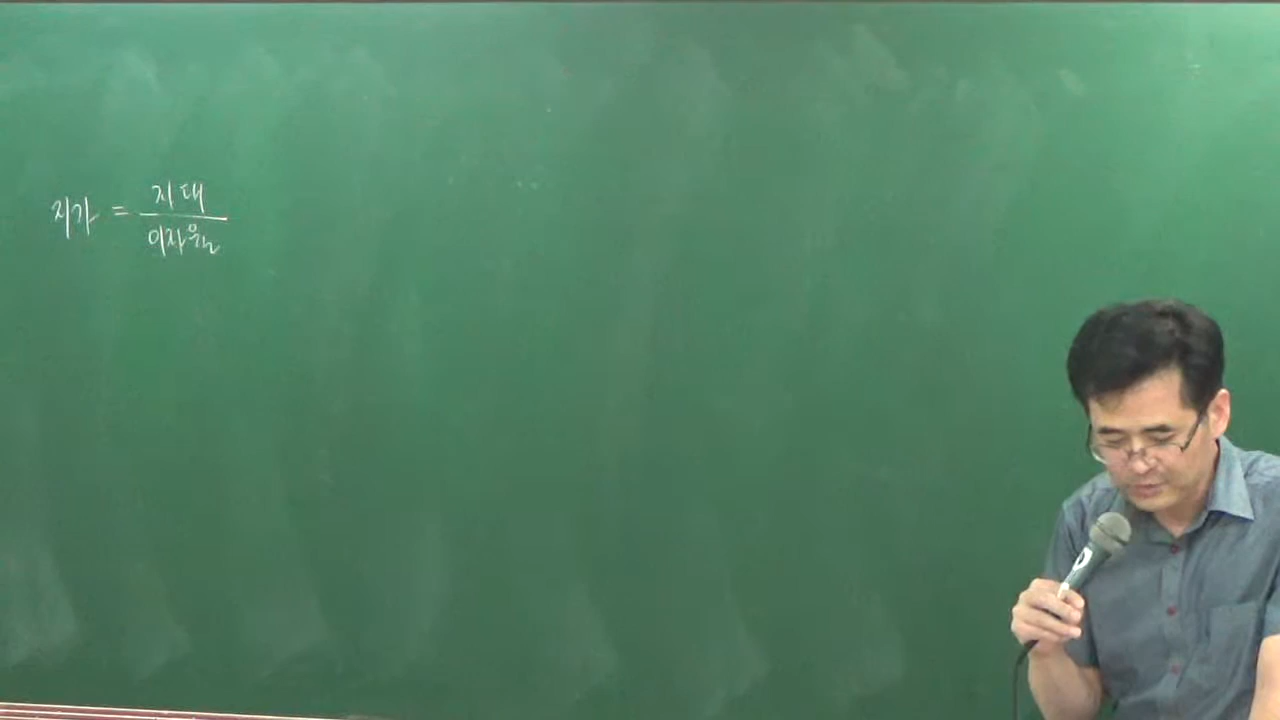 지가 = 지대
이자율